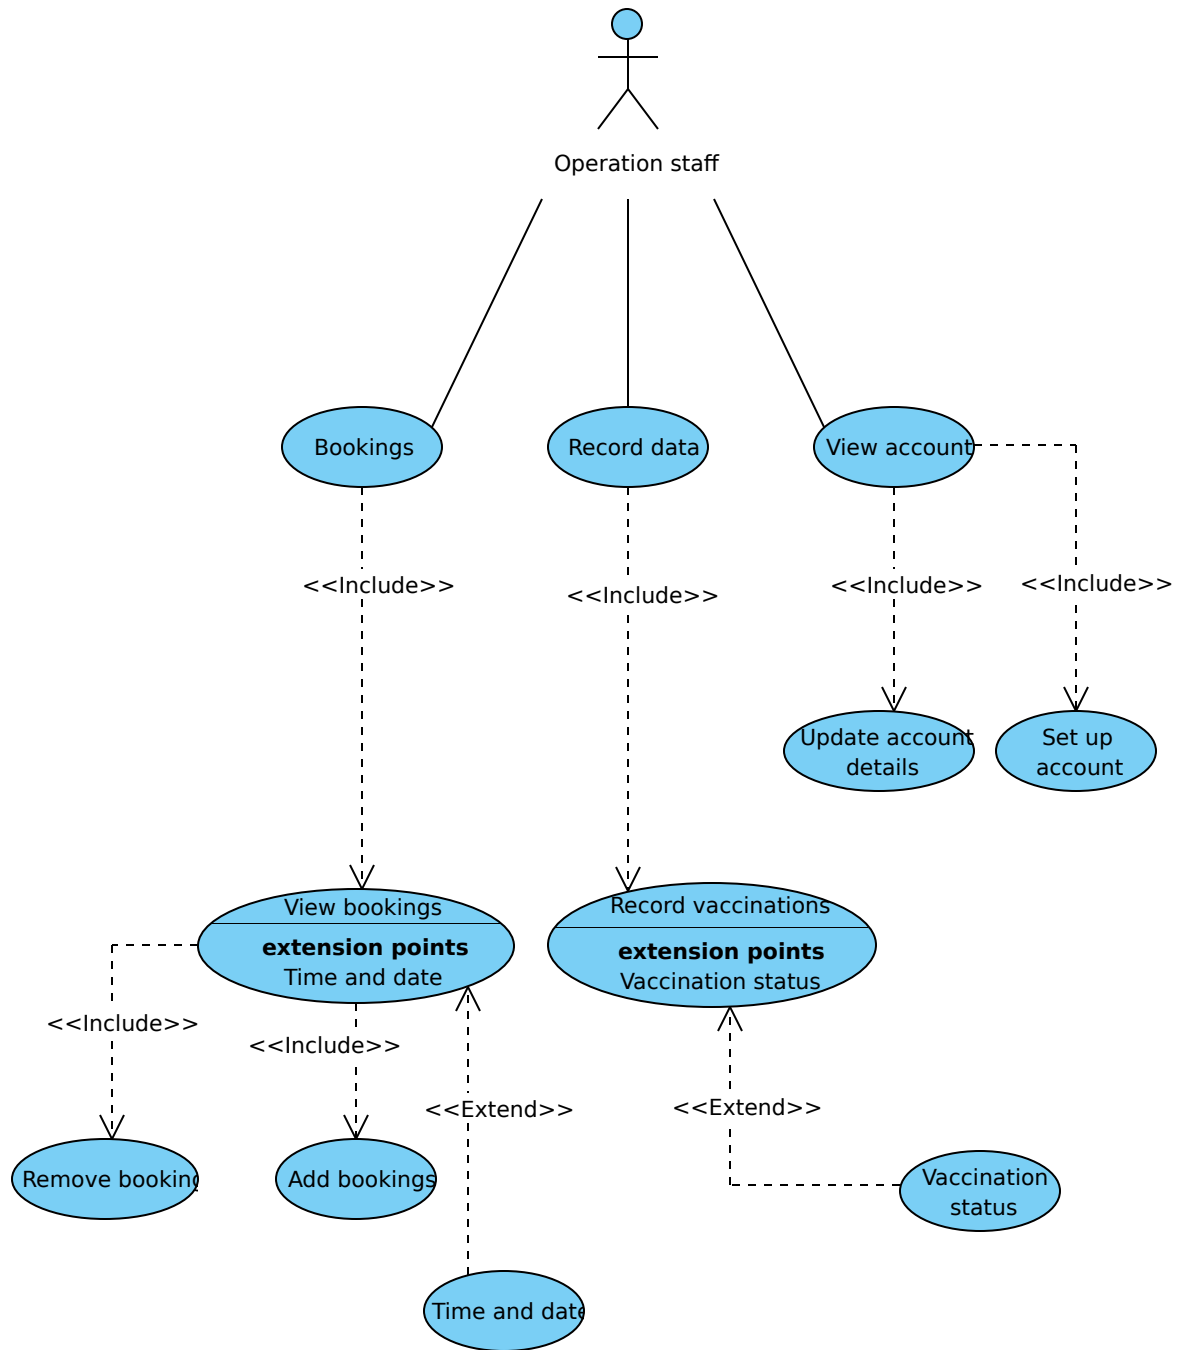 Operation staff
Bookings
Record data
View account
<<Include>>
<<Include>>
<<Include>>
<<Include>>
Update account
details
Set up
account
View bookings
extension points
Time and date
Record vaccinations
extension points
Vaccination status
<<Include>>
<<Include>>
<<Extend>>
<<Extend>>
Remove booking
Add bookings
Vaccination
status
Time and date